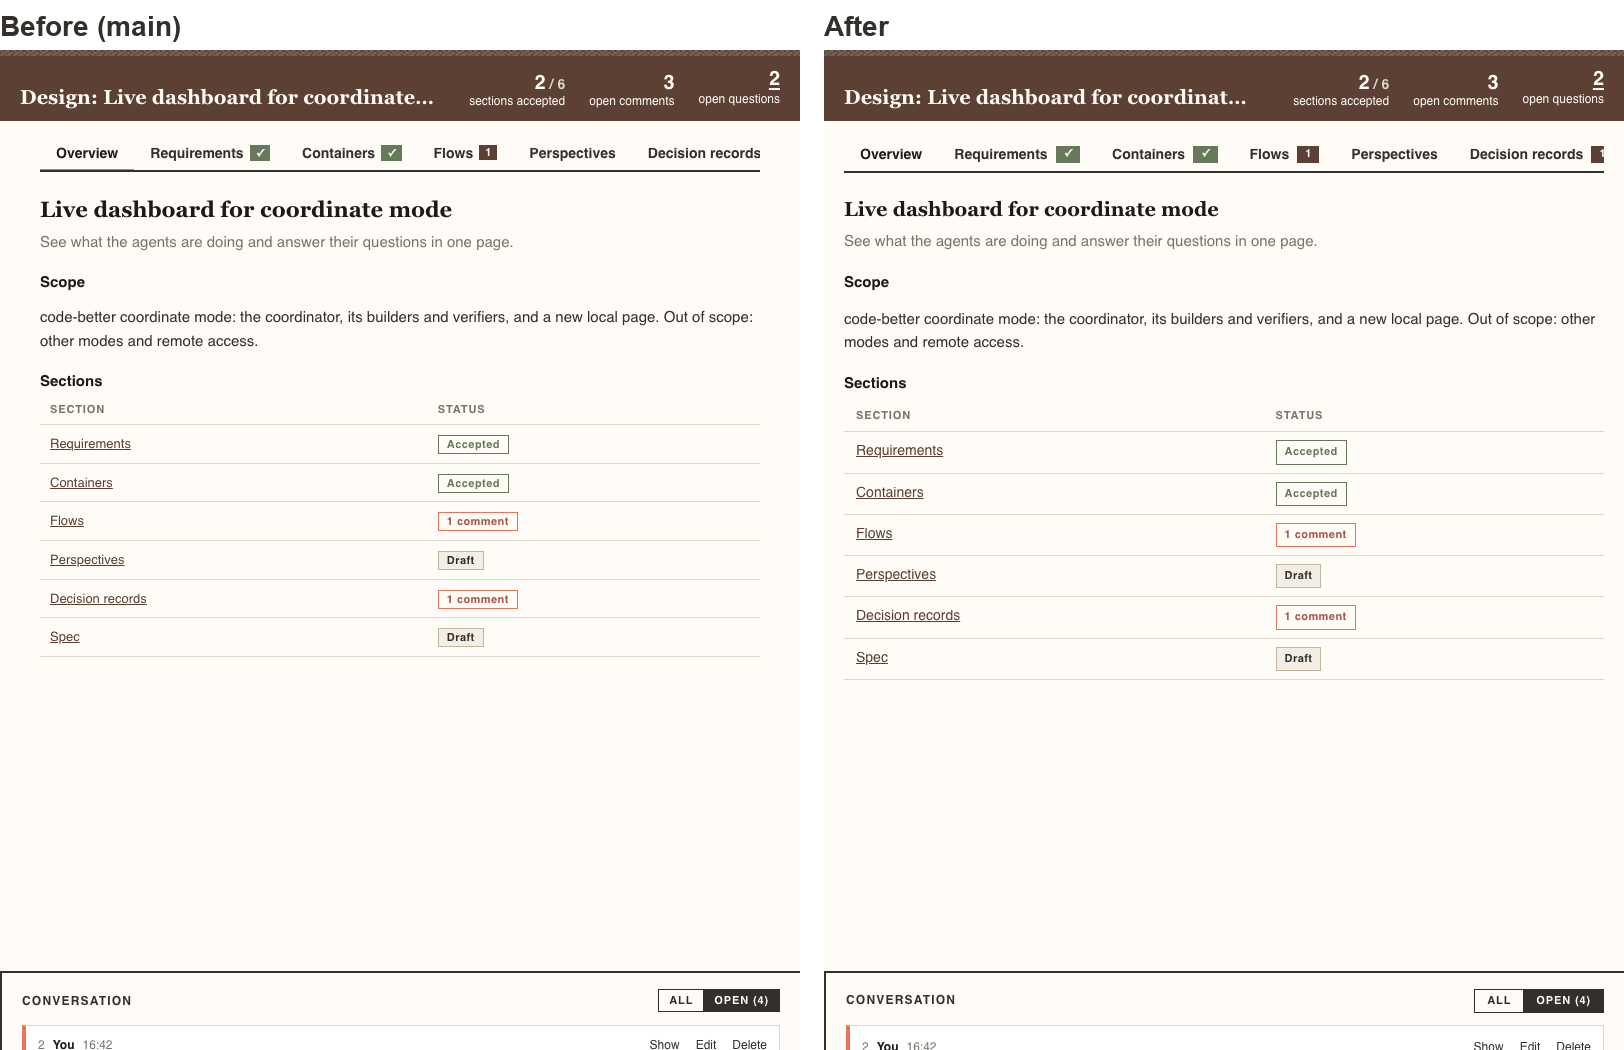 Before (main)
Design: Live dashboard for coordinate...
2 / 6
sections accepted
3
open comments
2
open questions
Overview Requirements ✓ Containers ✓ Flows 1 Perspectives Decision records
Live dashboard for coordinate mode
See what the agents are doing and answer their questions in one page.
Scope
code-better coordinate mode: the coordinator, its builders and verifiers, and a new local page. Out of scope:
other modes and remote access.
Sections
SECTION STATUS
Requirements Accepted
Containers Accepted
Flows 1 comment
Perspectives Draft
Decision records 1 comment
Spec Draft
CONVERSATION ALL OPEN (4)
2 You 16:42 Show Edit Delete
After
Design: Live dashboard for coordinat...
2 / 6
sections accepted
3
open comments
2
open questions
Overview Requirements ✓ Containers ✓ Flows 1 Perspectives Decision records 1
Live dashboard for coordinate mode
See what the agents are doing and answer their questions in one page.
Scope
code-better coordinate mode: the coordinator, its builders and verifiers, and a new local page. Out of scope: other
modes and remote access.
Sections
SECTION STATUS
Requirements Accepted
Containers Accepted
Flows 1 comment
Perspectives Draft
Decision records 1 comment
Spec Draft
CONVERSATION ALL OPEN (4)
2 You 16:42 Show Edit Delete